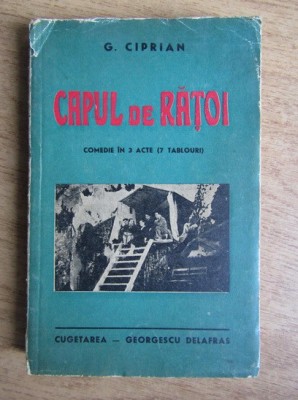 G. CIPRIAN
CAPUL DE RĂȚOI
COMEDIE ÎN 3 ACTE (7 TABLOURI)
CUGETAREA — GEORGESCU DELAFRAS